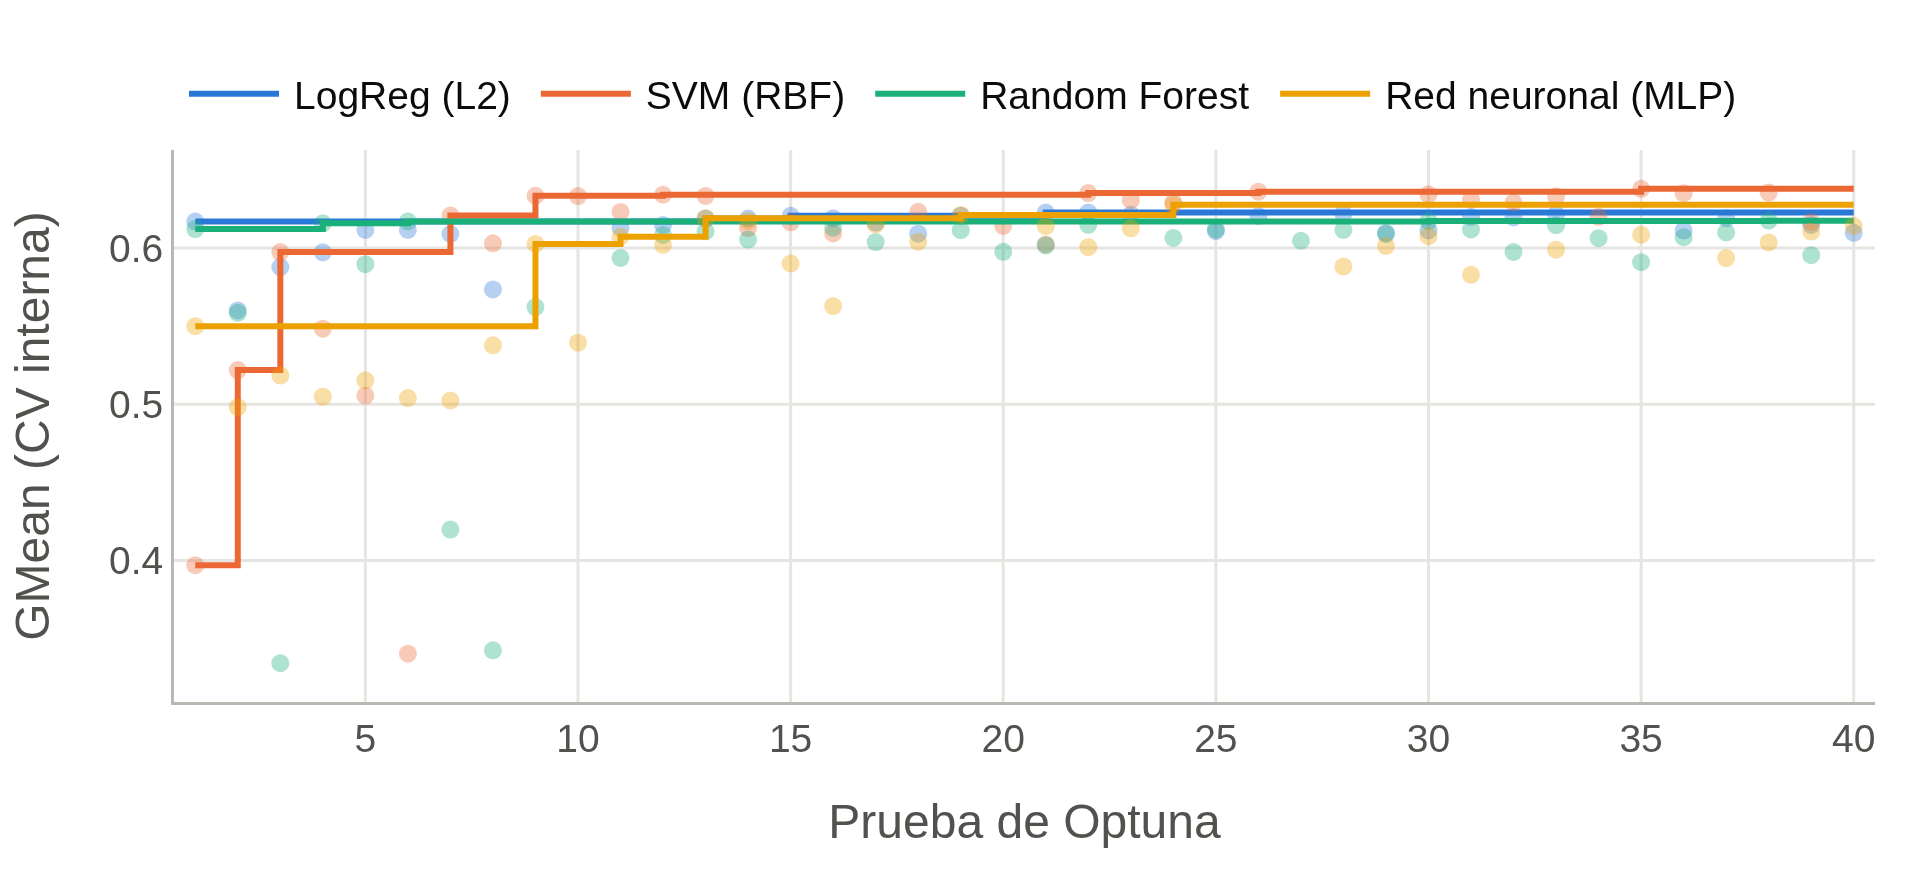 LogReg (L2) SVM (RBF) Random Forest Red neuronal (MLP)
GMean (CV interna)
0.6
0.5
0.4
5 10 15 20 25 30 35 40
Prueba de Optuna